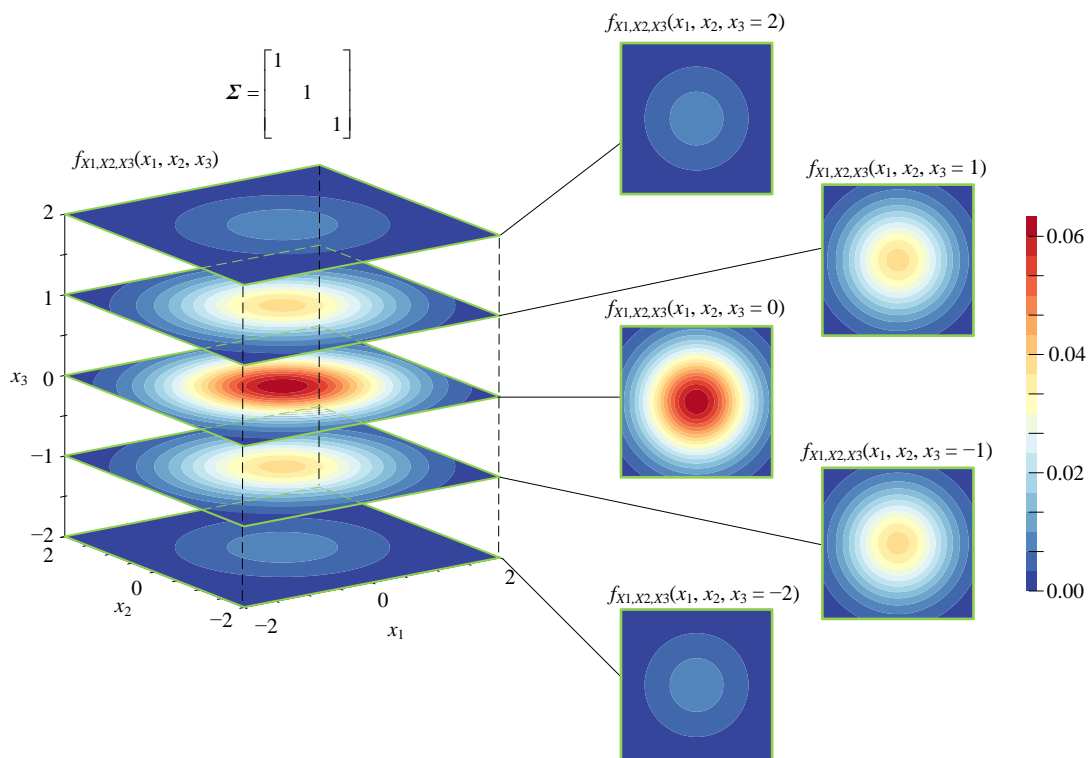 f_{X1,X2,X3}(x_1, x_2, x_3 = 2)
1
Σ = 1
1
f_{X1,X2,X3}(x_1, x_2, x_3)
f_{X1,X2,X3}(x_1, x_2, x_3 = 1)
2
1
x_3 0
−1
−2
2
0
x_2
−2
−2
0
x_1
2
f_{X1,X2,X3}(x_1, x_2, x_3 = 0)
f_{X1,X2,X3}(x_1, x_2, x_3 = −1)
f_{X1,X2,X3}(x_1, x_2, x_3 = −2)
0.06
0.04
0.02
0.00